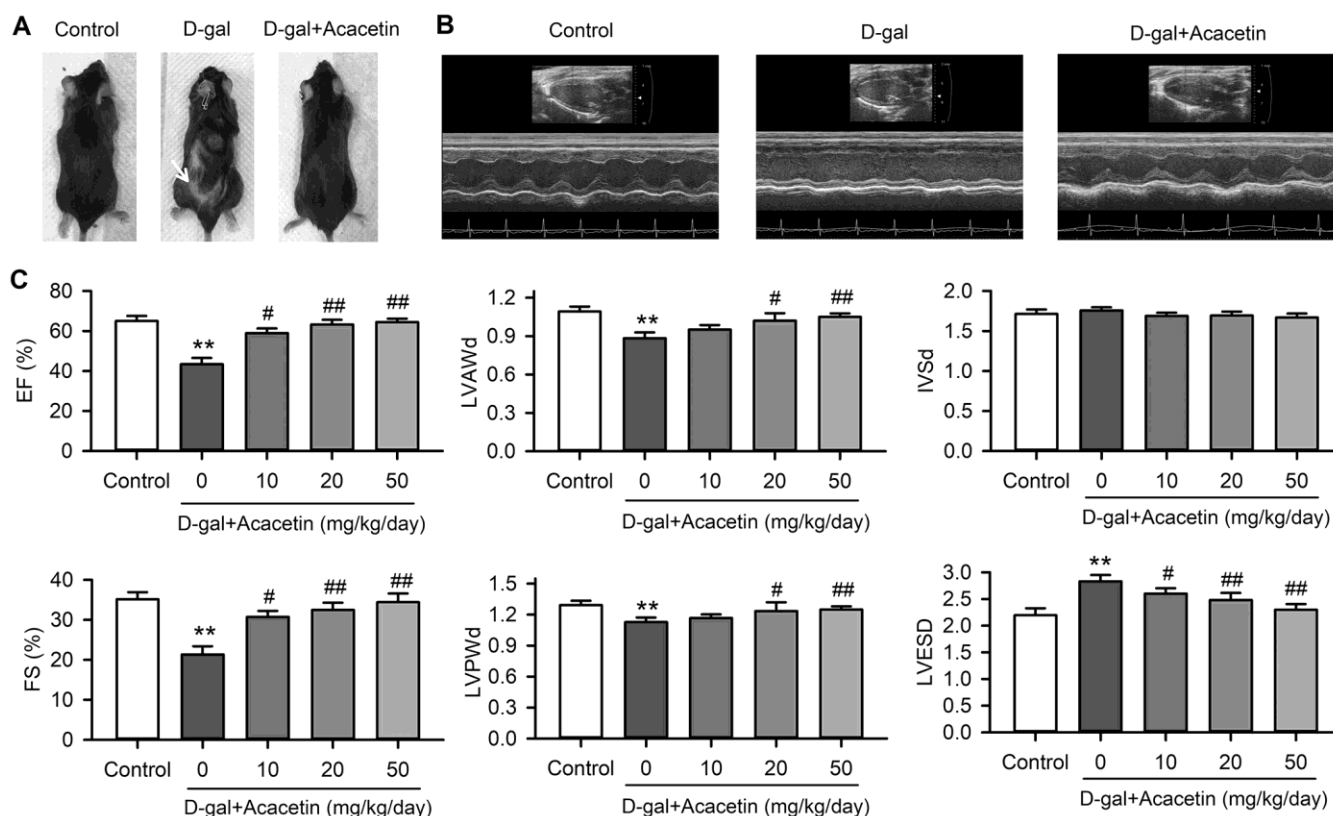 A
Control D-gal D-gal+Acacetin
B
Control D-gal D-gal+Acacetin
C
EF (%)
80
60
40
20
0
** # ## ##
Control 0 10 20 50
D-gal+Acacetin (mg/kg/day)
LVAWd
1.2
0.9
0.6
0.3
0.0
** # ##
Control 0 10 20 50
D-gal+Acacetin (mg/kg/day)
IVSd
2.0
1.5
1.0
0.5
0.0
Control 0 10 20 50
D-gal+Acacetin (mg/kg/day)
FS (%)
40
30
20
10
0
** # ## ##
Control 0 10 20 50
D-gal+Acacetin (mg/kg/day)
LVPWd
1.5
1.2
0.9
0.6
0.3
0.0
** # ##
Control 0 10 20 50
D-gal+Acacetin (mg/kg/day)
LVESD
3.0
2.5
2.0
1.5
1.0
0.5
0.0
** # ## ##
Control 0 10 20 50
D-gal+Acacetin (mg/kg/day)